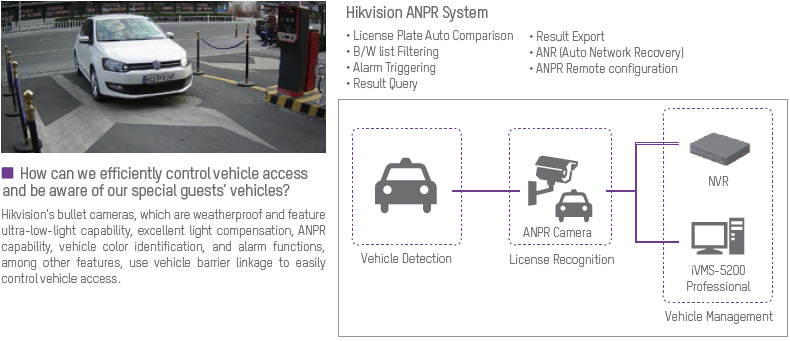 ■ How can we efficiently control vehicle access
and be aware of our special guests' vehicles?
Hikvision's bullet cameras, which are weatherproof and feature
ultra-low-light capability, excellent light compensation, ANPR
capability, vehicle color identification, and alarm functions,
among other features, use vehicle barrier linkage to easily
control vehicle access.
Hikvision ANPR System
• License Plate Auto Comparison
• B/W list Filtering
• Alarm Triggering
• Result Query
• Result Export
• ANR (Auto Network Recovery)
• ANPR Remote configuration
Vehicle Detection
ANPR Camera
License Recognition
NVR
iVMS-5200
Professional
Vehicle Management